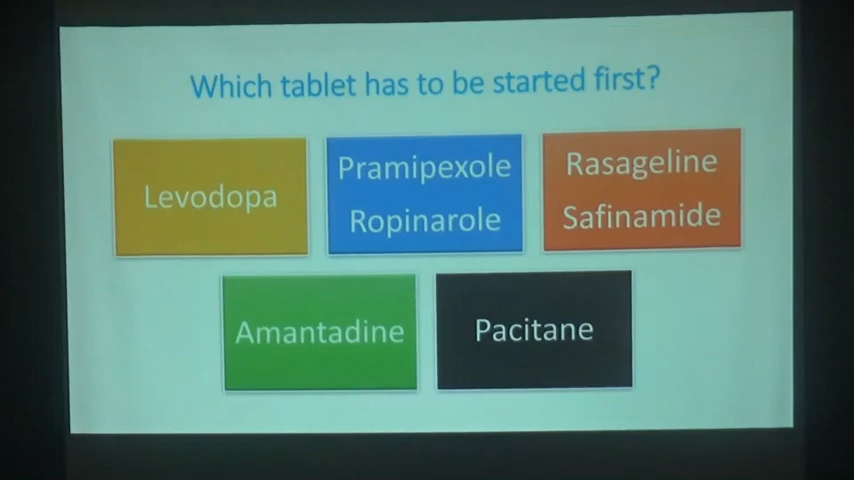 Which tablet has to be started first?
Levodopa
Pramipexole
Ropinarole
Rasageline
Safinamide
Amantadine
Pacitane